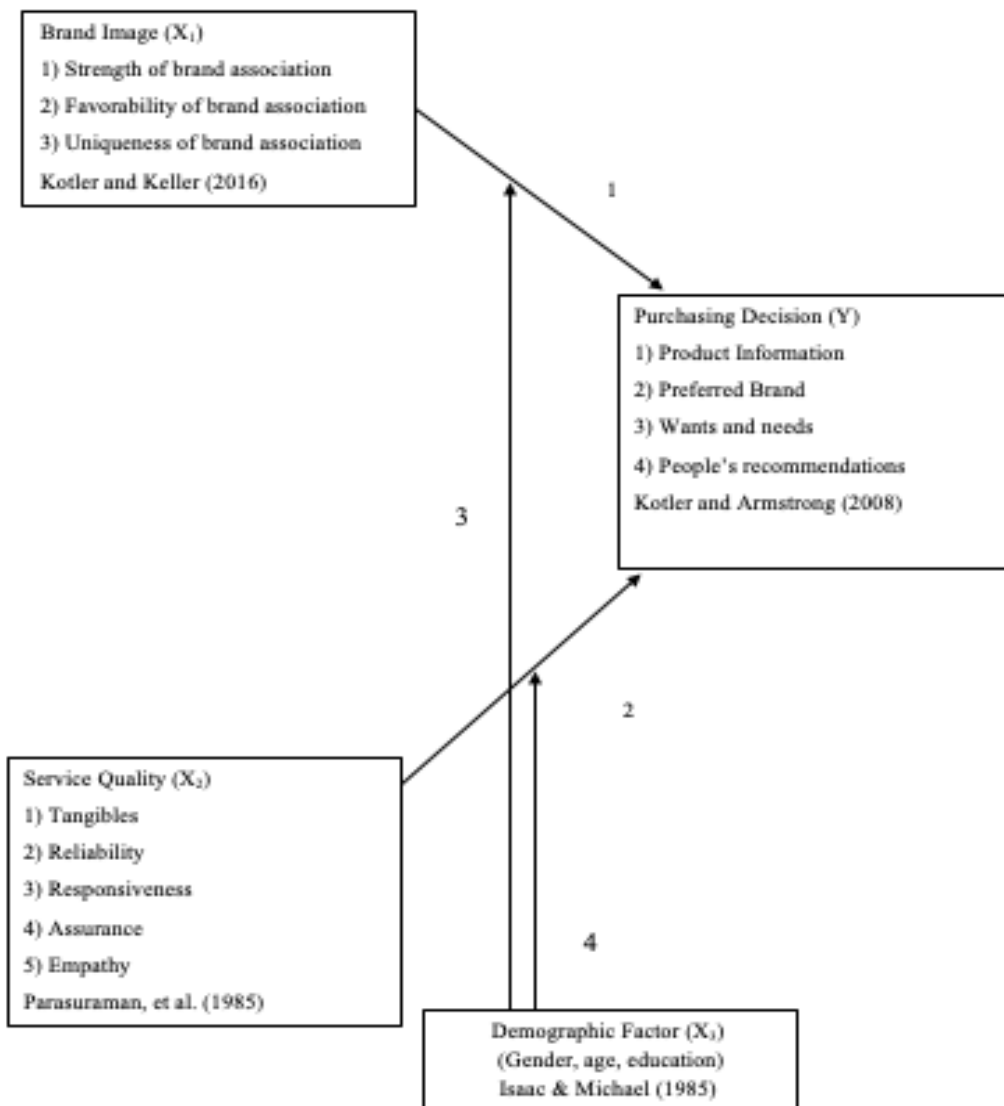 Brand Image (X₁)
1) Strength of brand association
2) Favorability of brand association
3) Uniqueness of brand association
Kotler and Keller (2016)
1
Purchasing Decision (Y)
1) Product Information
2) Preferred Brand
3) Wants and needs
4) People's recommendations
Kotler and Armstrong (2008)
3
2
Service Quality (X₂)
1) Tangibles
2) Reliability
3) Responsiveness
4) Assurance
5) Empathy
Parasuraman, et al. (1985)
4
Demographic Factor (X₃)
(Gender, age, education)
Isaac & Michael (1985)